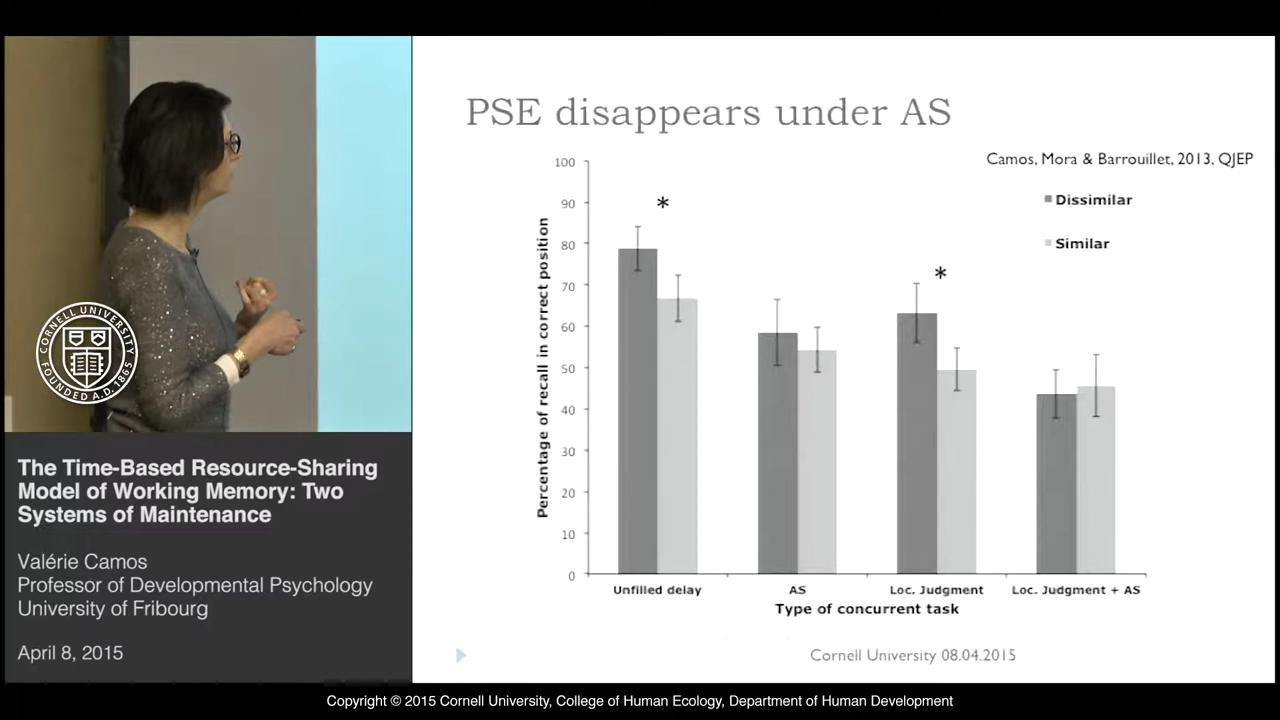 PSE disappears under AS
Camos, Mora & Barrouillet, 2013, QJEP
100
90
80
70
60
50
40
30
20
10
0
Percentage of recall in correct position
*
*
Dissimilar
Similar
Unfilled delay
AS
Loc. Judgment
Loc. Judgment + AS
Type of concurrent task
Cornell University 08.04.2015
CORNELL UNIVERSITY
FOUNDED A.D. 1865
The Time-Based Resource-Sharing
Model of Working Memory: Two
Systems of Maintenance
Valérie Camos
Professor of Developmental Psychology
University of Fribourg
April 8, 2015
Copyright © 2015 Cornell University, College of Human Ecology, Department of Human Development